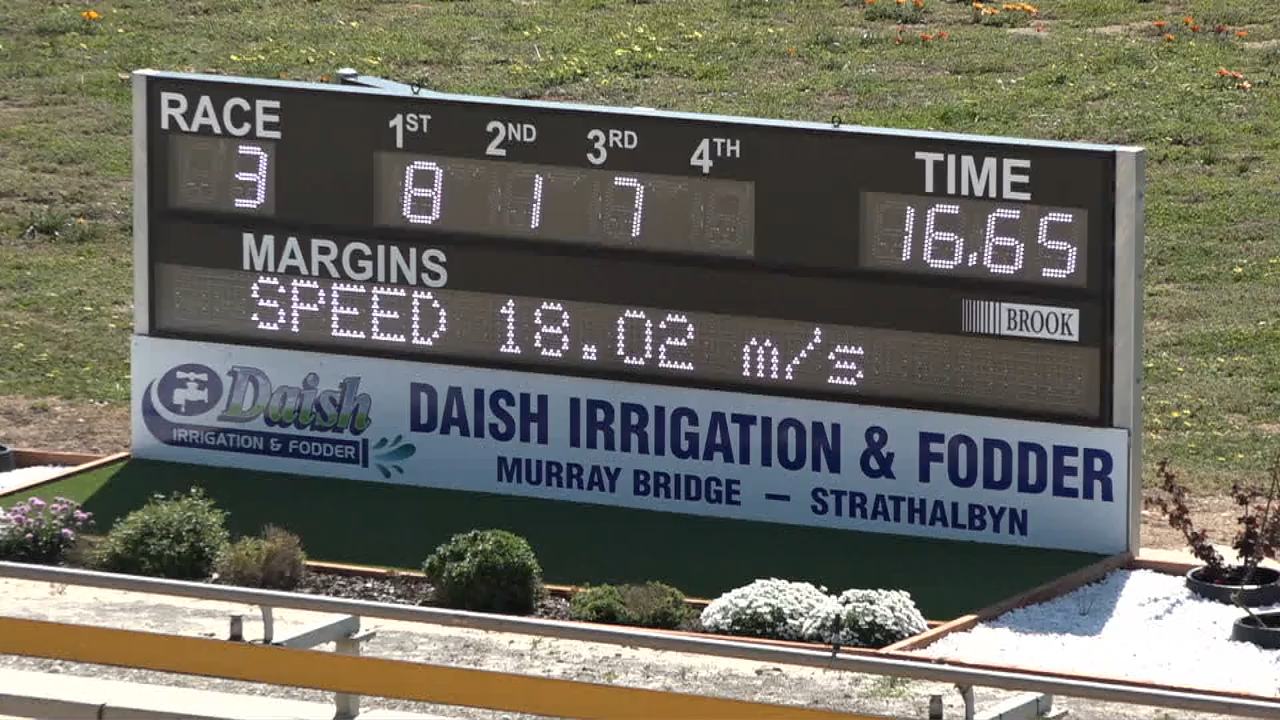 RACE 1ST 2ND 3RD 4TH TIME
3 8 1 7 16.65
MARGINS
SPEED 18.02 m/s
BROOK
Daish
IRRIGATION & FODDER
DAISH IRRIGATION & FODDER
MURRAY BRIDGE – STRATHALBYN